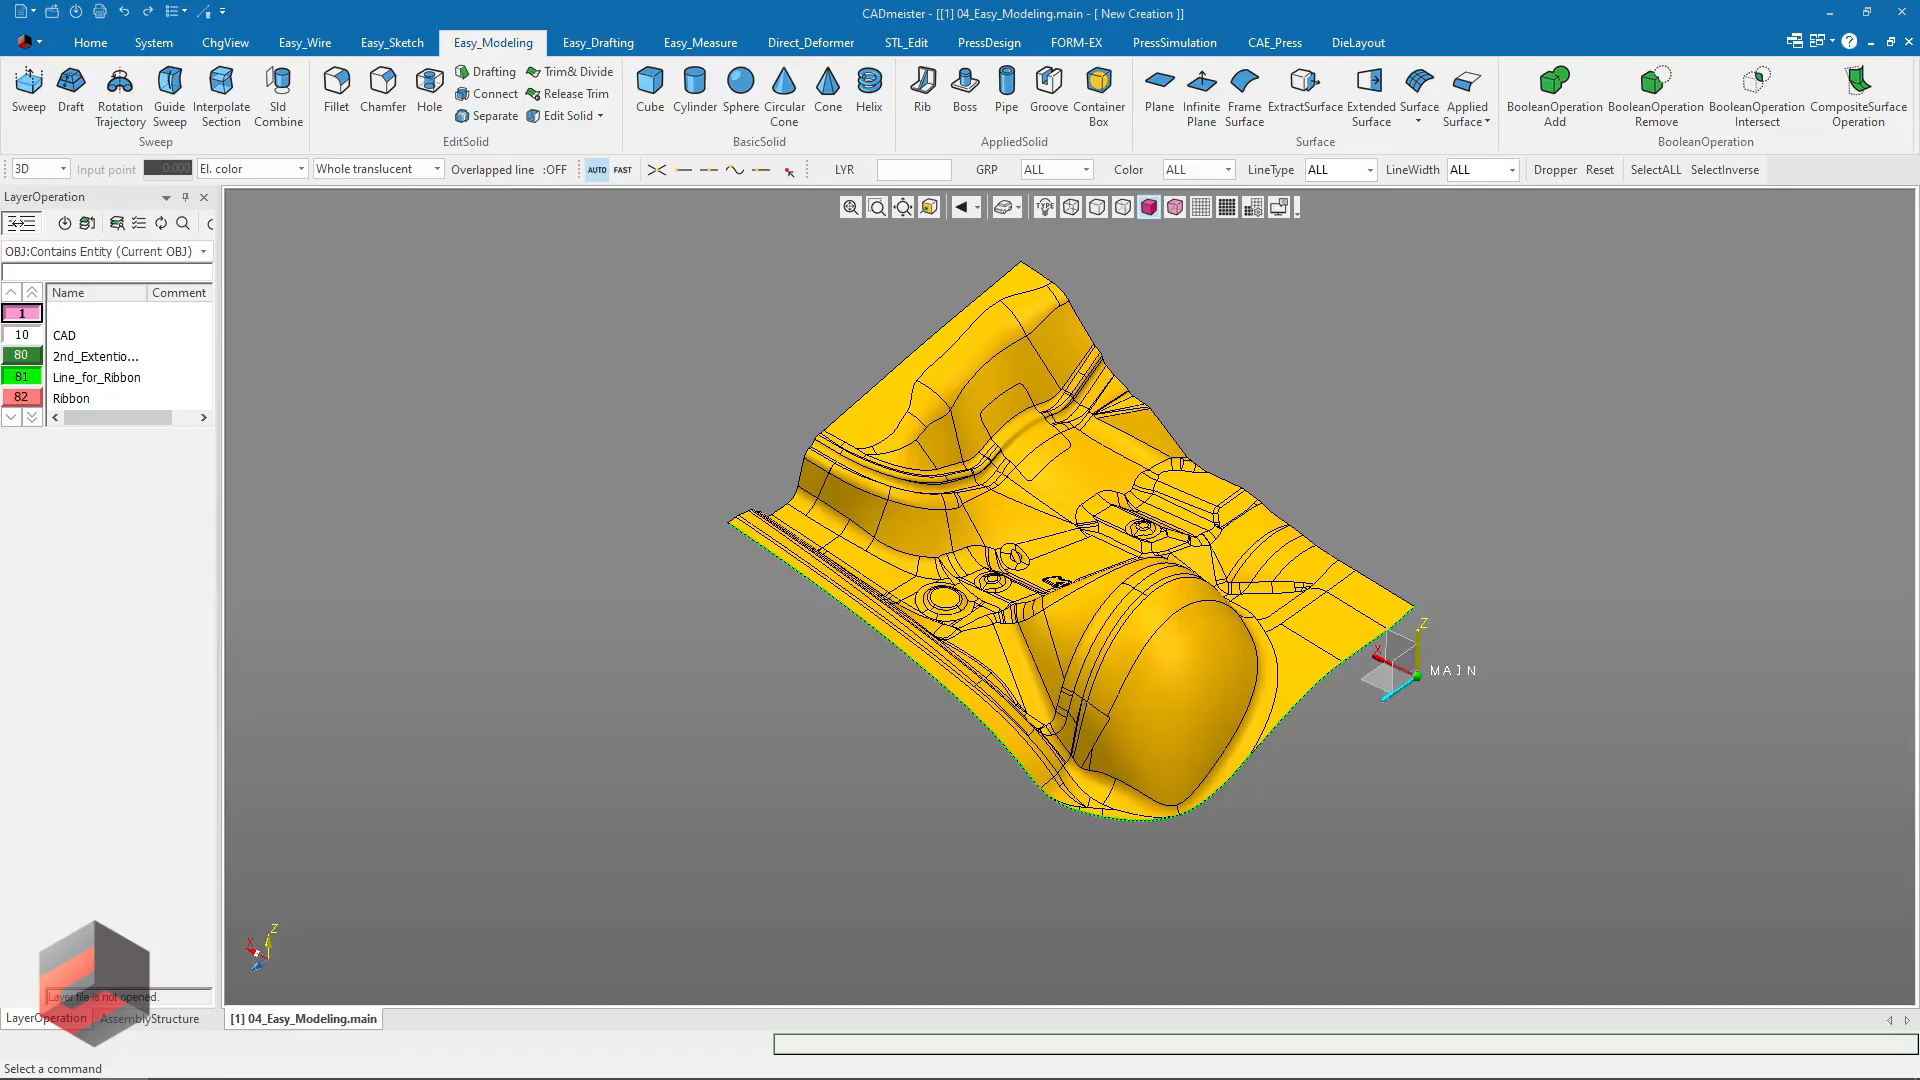 CADmeister - [[1] 04_Easy_Modeling.main - [ New Creation ]]
Home System ChgView Easy_Wire Easy_Sketch Easy_Modeling Easy_Drafting Easy_Measure Direct_Deformer STL_Edit PressDesign FORM-EX PressSimulation CAE_Press DieLayout
Sweep Draft Rotation Trajectory Guide Sweep Interpolate Section Sld Combine
Sweep
Fillet Chamfer Hole
Drafting Trim& Divide
Connect Release Trim
Separate Edit Solid
EditSolid
Cube Cylinder Sphere Circular Cone Cone Helix
BasicSolid
Rib Boss Pipe Groove Container Box
AppliedSolid
Plane Infinite Plane Frame Surface ExtractSurface Extended Surface Surface Applied Surface
Surface
BooleanOperation Add BooleanOperation Remove BooleanOperation Intersect CompositeSurface Operation
BooleanOperation
3D Input point 0.000 El. color Whole translucent Overlapped line :OFF AUTO FAST LYR GRP ALL Color ALL LineType ALL LineWidth ALL Dropper Reset SelectALL SelectInverse
LayerOperation
TYPE
OBJ:Contains Entity (Current OBJ)
Name Comment
1
10 CAD
80 2nd_Extentio...
81 Line_for_Ribbon
82 Ribbon
Z
X
MAIN
Z
X
Layer file is not opened.
LayerOperation AssemblyStructure
[1] 04_Easy_Modeling.main
Select a command